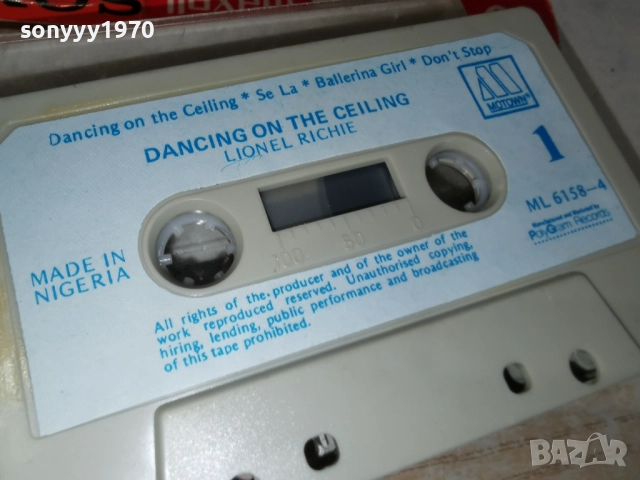 sonyyy1970
Dancing on the Ceiling * Se La * Ballerina Girl * Don't Stop
DANCING ON THE CEILING
LIONEL RICHIE
MOTOWN®
1
ML 6158—4
PolyGram Records
MADE IN
NIGERIA
100 50 0
All rights of the producer and of the owner of the
work reproduced reserved. Unauthorised copying,
hiring, lending, public performance and broadcasting
of this tape prohibited.
BAZAR